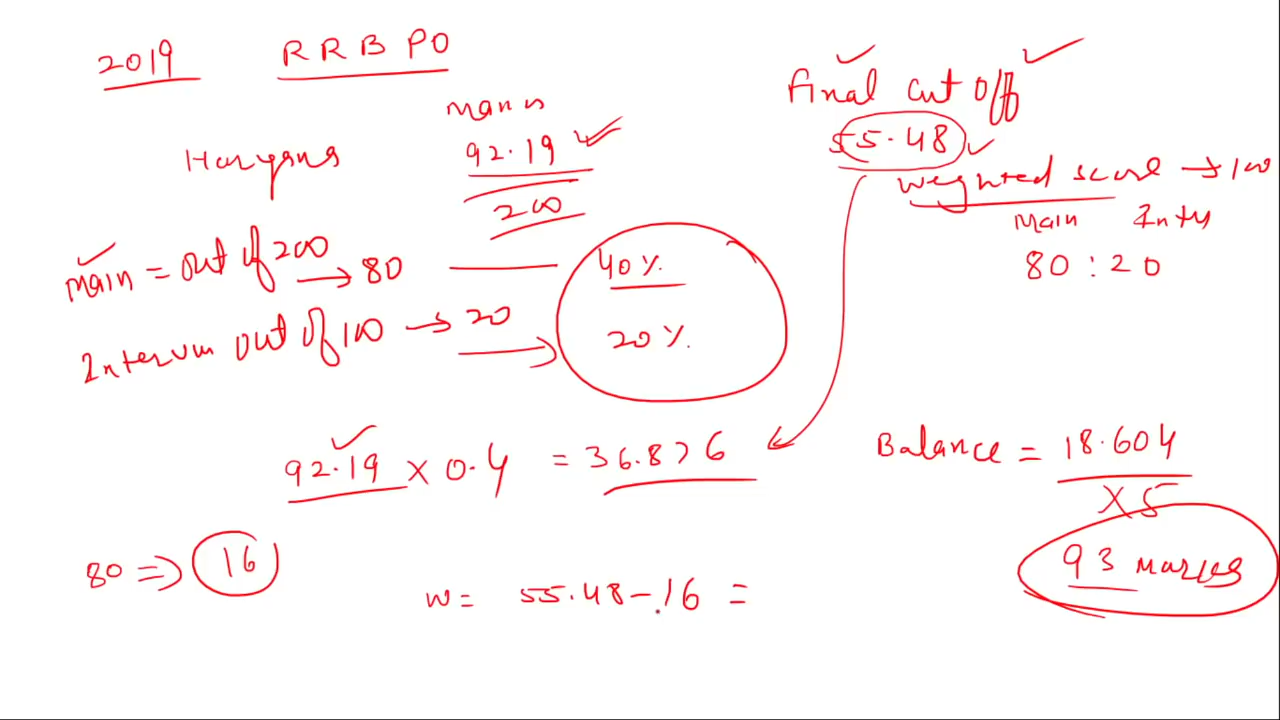 2019 RRB PO
Final Cut Off
Mains
92.19
200
Haryana
55.48
Weighted score → 100
Main Inty
80 : 20
Main = Out of 200 → 80
40 %.
Interview out of 100 → 20
20 %.
92.19 × 0.4 = 36.876
Balance = 18.604
× 5
93 Marks
80 ⇒ 16
W = 55.48 - 16 =